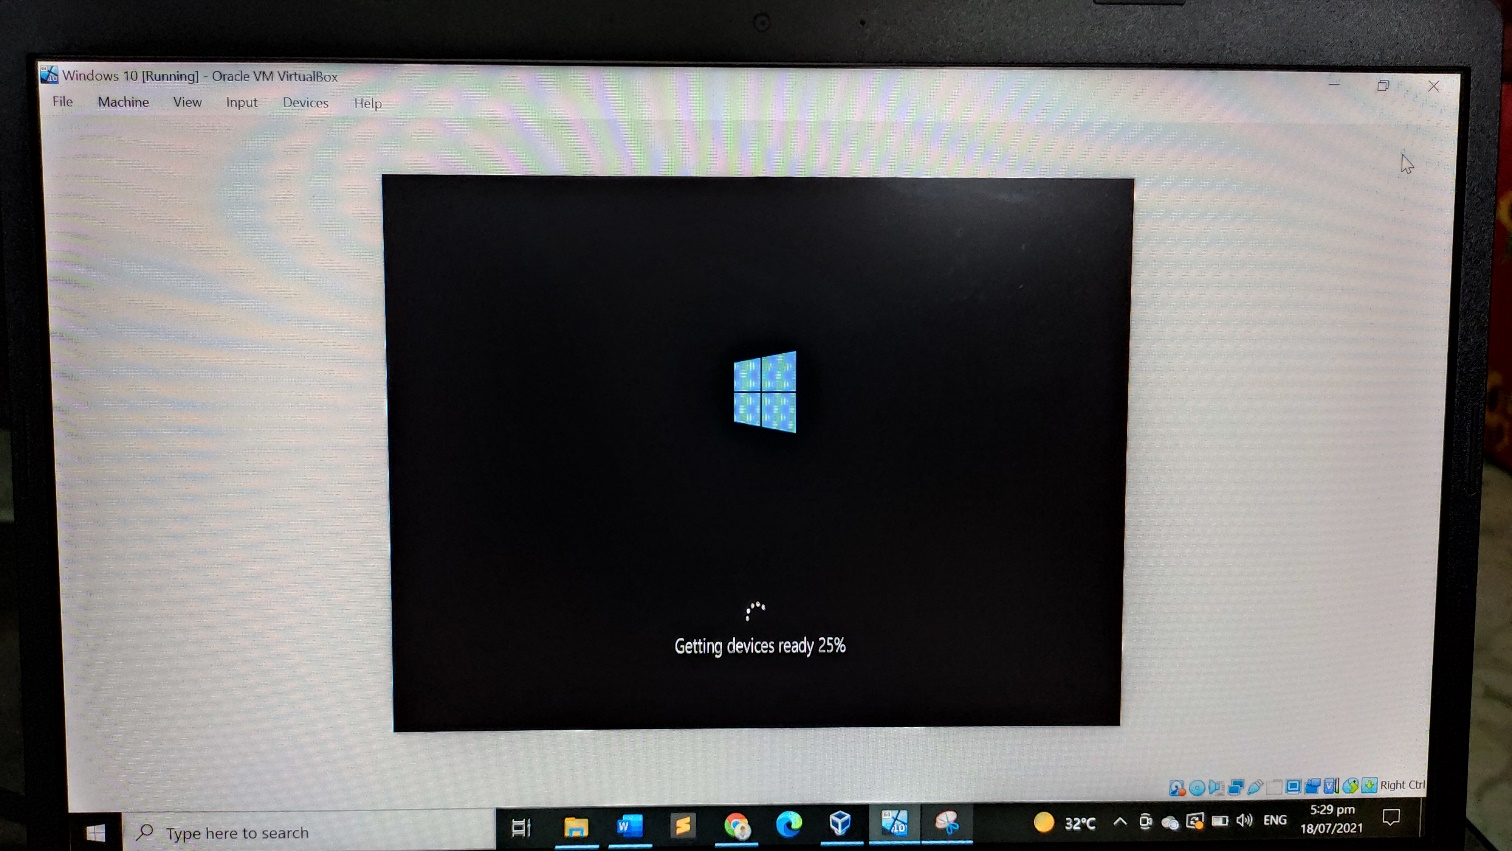 Windows 10 [Running] - Oracle VM VirtualBox
File Machine View Input Devices Help
Getting devices ready 25%
Right Ctrl
Type here to search
32°C
ENG
5:29 pm
18/07/2021